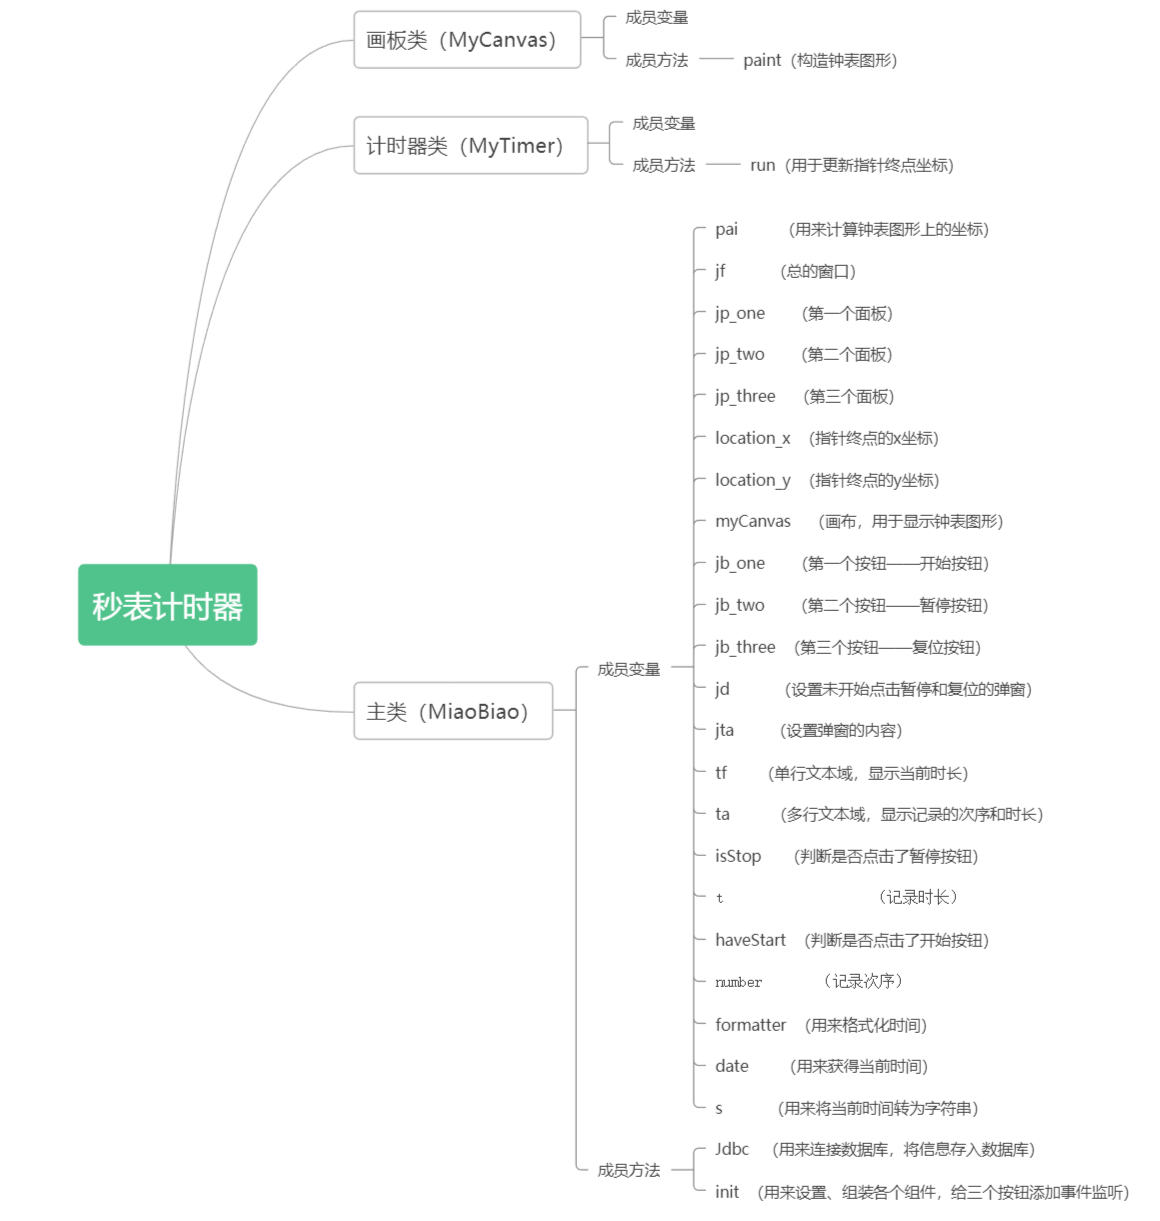 画板类（MyCanvas）
成员变量
成员方法
paint（构造钟表图形）
计时器类（MyTimer）
成员变量
成员方法
run（用于更新指针终点坐标）
秒表计时器
主类（MiaoBiao）
成员变量
pai （用来计算钟表图形上的坐标）
jf （总的窗口）
jp_one （第一个面板）
jp_two （第二个面板）
jp_three （第三个面板）
location_x （指针终点的x坐标）
location_y （指针终点的y坐标）
myCanvas （画布，用于显示钟表图形）
jb_one （第一个按钮——开始按钮）
jb_two （第二个按钮——暂停按钮）
jb_three （第三个按钮——复位按钮）
jd （设置未开始点击暂停和复位的弹窗）
jta （设置弹窗的内容）
tf （单行文本域，显示当前时长）
ta （多行文本域，显示记录的次序和时长）
isStop （判断是否点击了暂停按钮）
t （记录时长）
haveStart （判断是否点击了开始按钮）
number （记录次序）
formatter （用来格式化时间）
date （用来获得当前时间）
s （用来将当前时间转为字符串）
成员方法
Jdbc （用来连接数据库，将信息存入数据库）
init （用来设置、组装各个组件，给三个按钮添加事件监听）